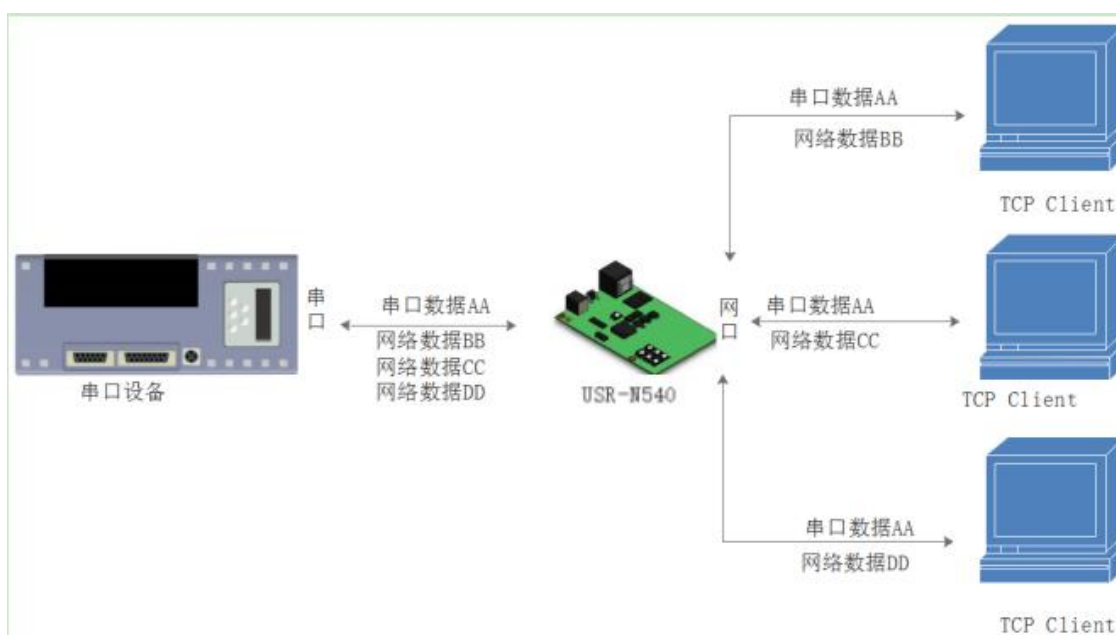 串口数据AA
网络数据BB
TCP Client
串口
串口数据AA
网络数据BB
网络数据CC
网络数据DD
串口设备
USR-N540
网口
串口数据AA
网络数据CC
TCP Client
串口数据AA
网络数据DD
TCP Client